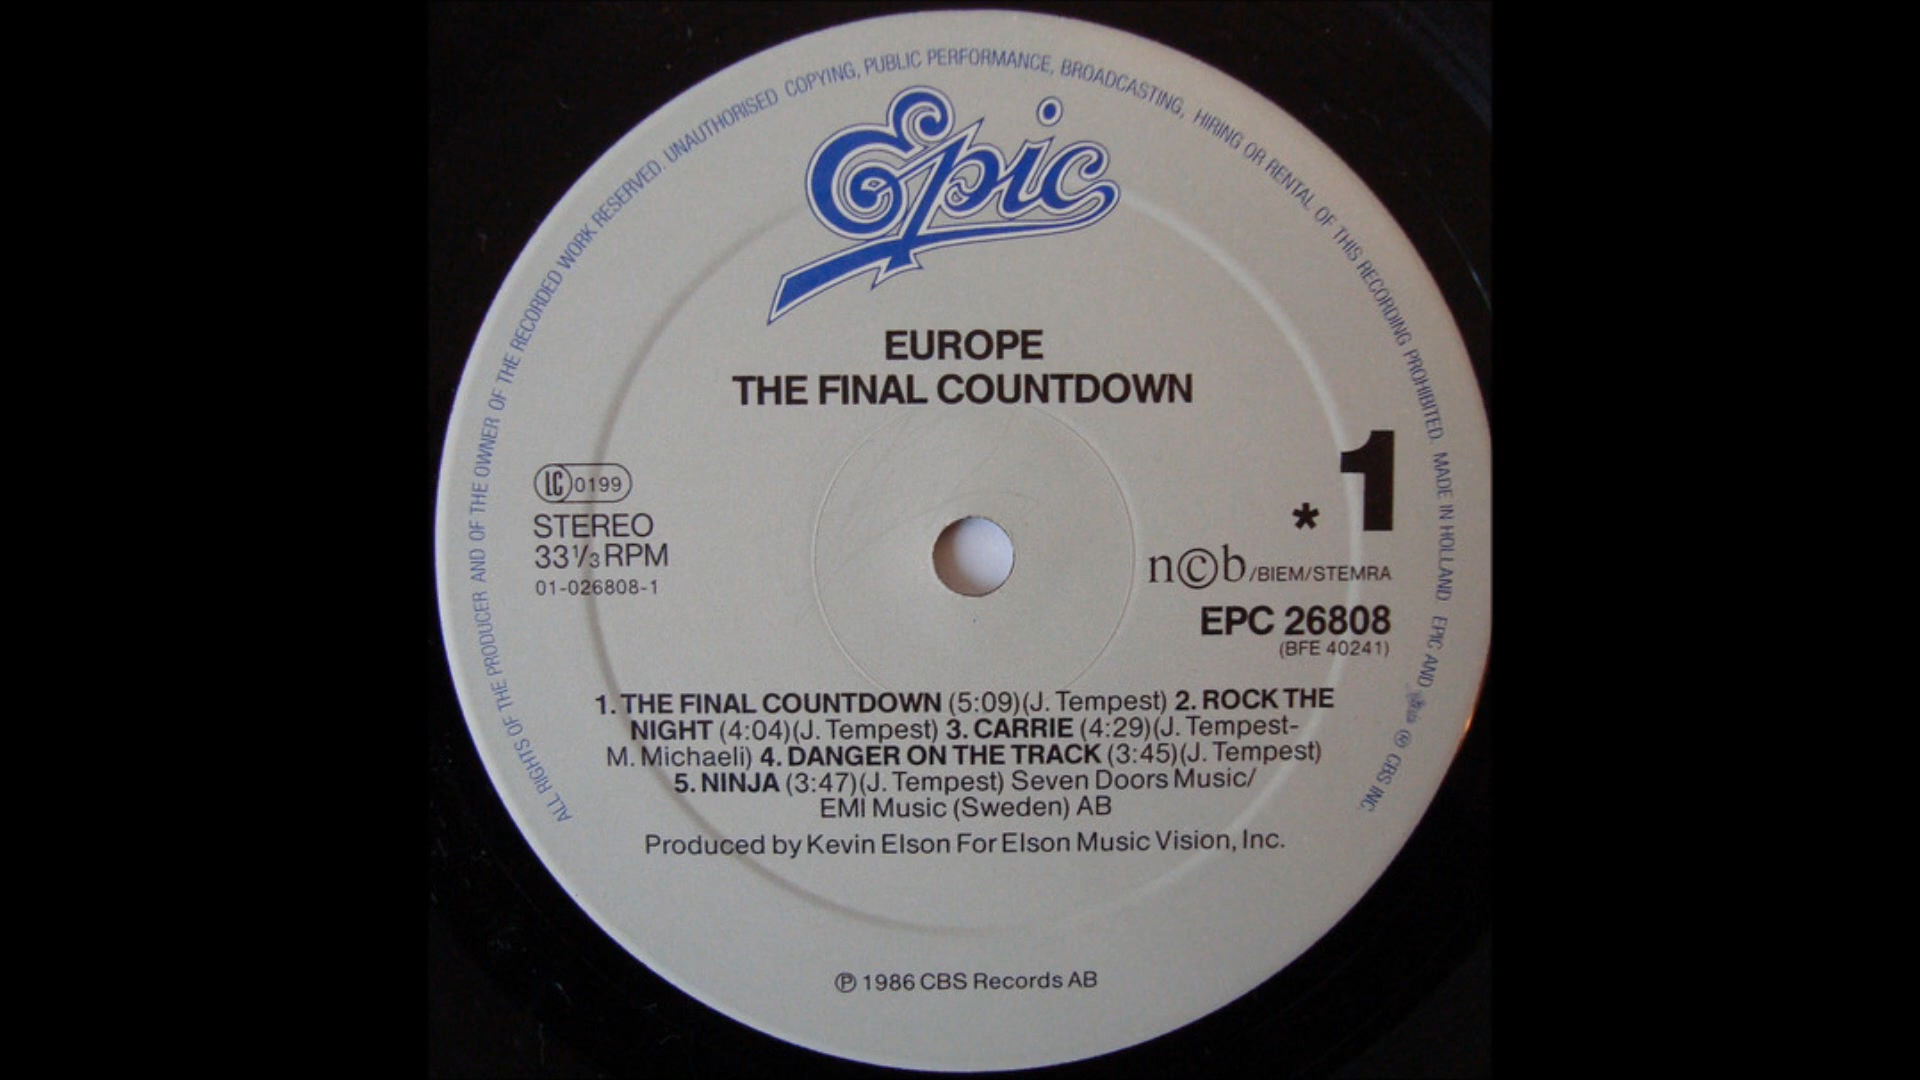 ALL RIGHTS OF THE PRODUCER AND OF THE OWNER OF THE RECORDED WORK RESERVED. UNAUTHORISED COPYING, PUBLIC PERFORMANCE, BROADCASTING, HIRING OR RENTAL OF THIS RECORDING PROHIBITED. MADE IN HOLLAND EPIC AND ℗ CBS INC.
Epic
EUROPE
THE FINAL COUNTDOWN
LC 0199
STEREO
33 1/3 RPM
01-026808-1
* 1
n©b/BIEM/STEMRA
EPC 26808
(BFE 40241)
1. THE FINAL COUNTDOWN (5:09) (J. Tempest) 2. ROCK THE
NIGHT (4:04) (J. Tempest) 3. CARRIE (4:29) (J. Tempest-
M. Michaeli) 4. DANGER ON THE TRACK (3:45) (J. Tempest)
5. NINJA (3:47) (J. Tempest) Seven Doors Music/
EMI Music (Sweden) AB
Produced by Kevin Elson For Elson Music Vision, Inc.
℗ 1986 CBS Records AB